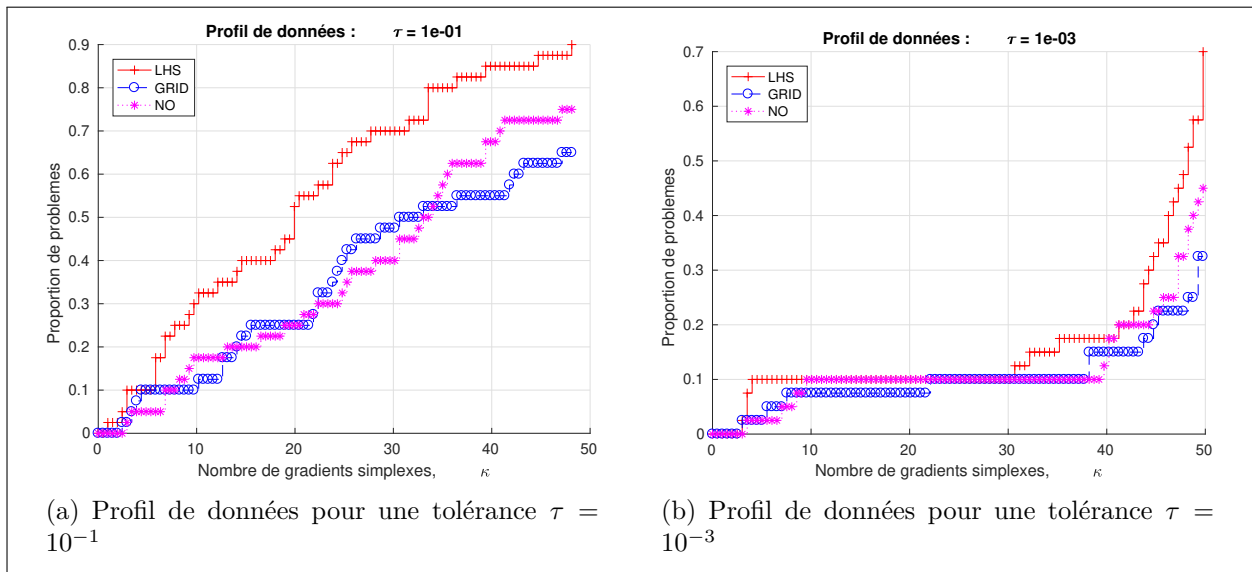 Profil de données : τ = 1e-01
0.9
0.8
0.7
0.6
0.5
0.4
0.3
0.2
0.1
0
Proportion de problemes
LHS
GRID
NO
0 10 20 30 40 50
Nombre de gradients simplexes, κ
(a) Profil de données pour une tolérance τ =
10⁻¹
Profil de données : τ = 1e-03
0.7
0.6
0.5
0.4
0.3
0.2
0.1
0
Proportion de problemes
LHS
GRID
NO
0 10 20 30 40 50
Nombre de gradients simplexes, κ
(b) Profil de données pour une tolérance τ =
10⁻³